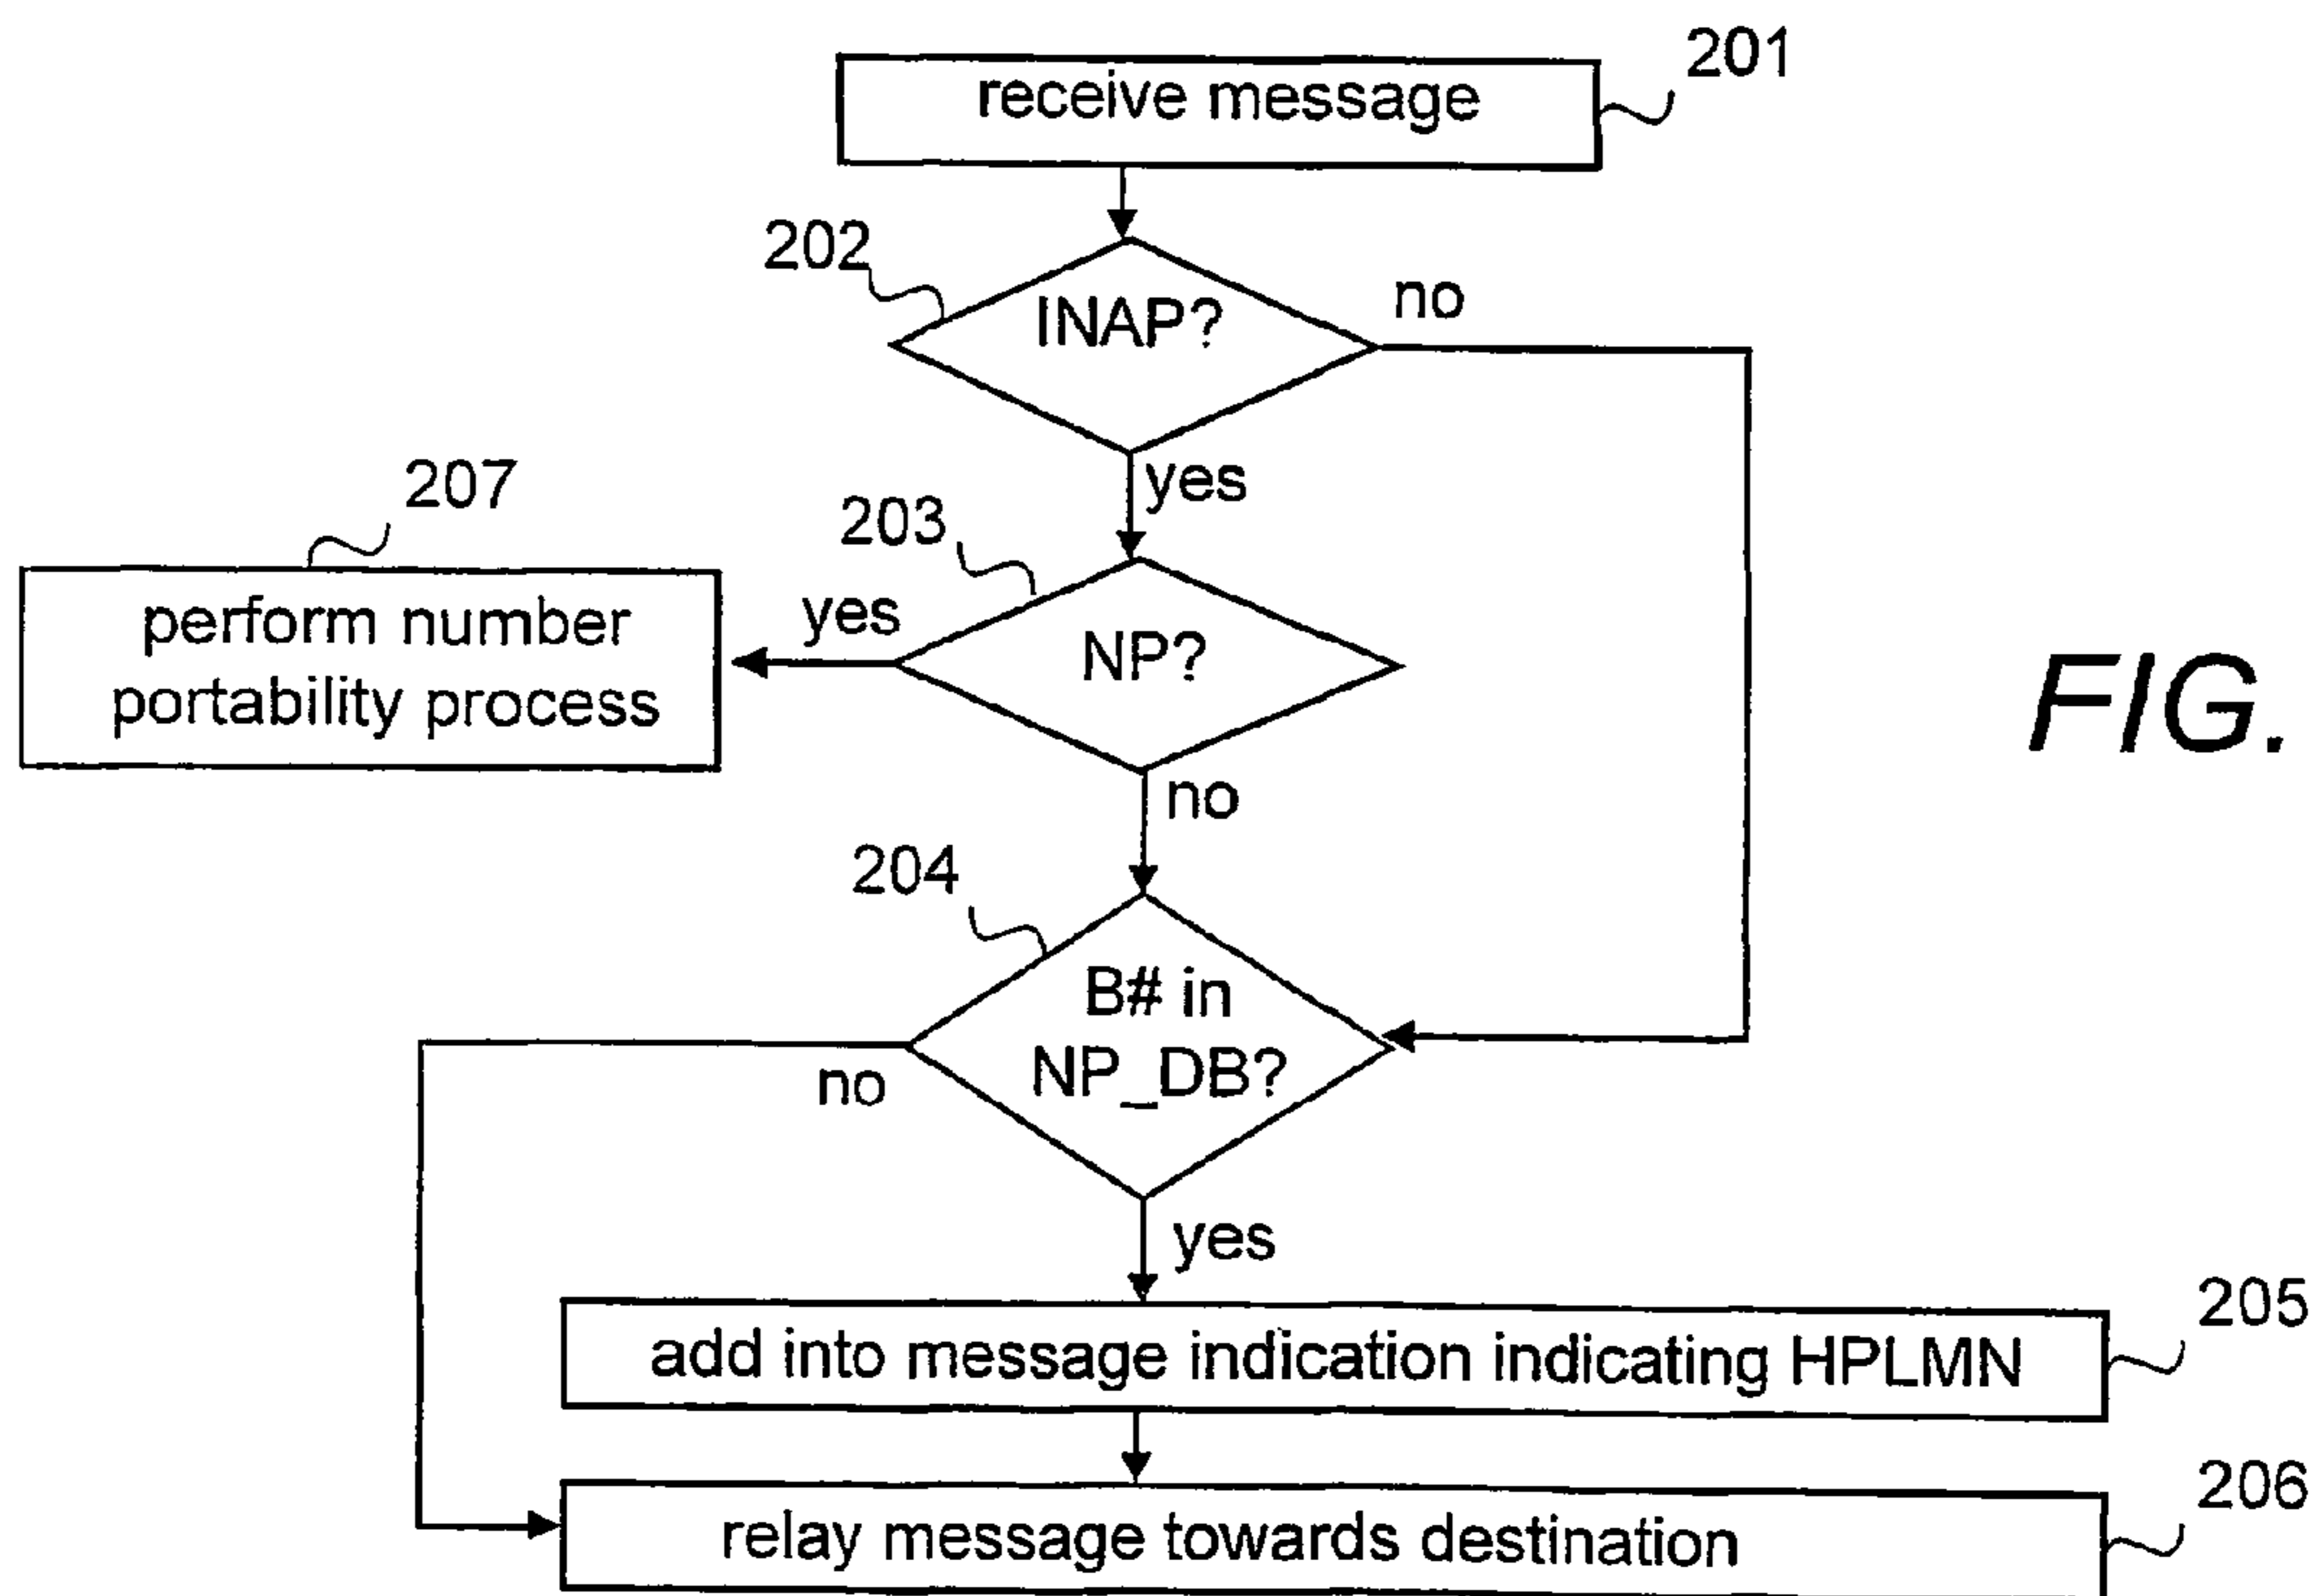 201
receive message
202
INAP?
no
yes
207
203
perform number
portability process
yes
NP?
FIG.
no
204
B# in
NP_DB?
no
yes
205
add into message indication indicating HPLMN
206
relay message towards destination